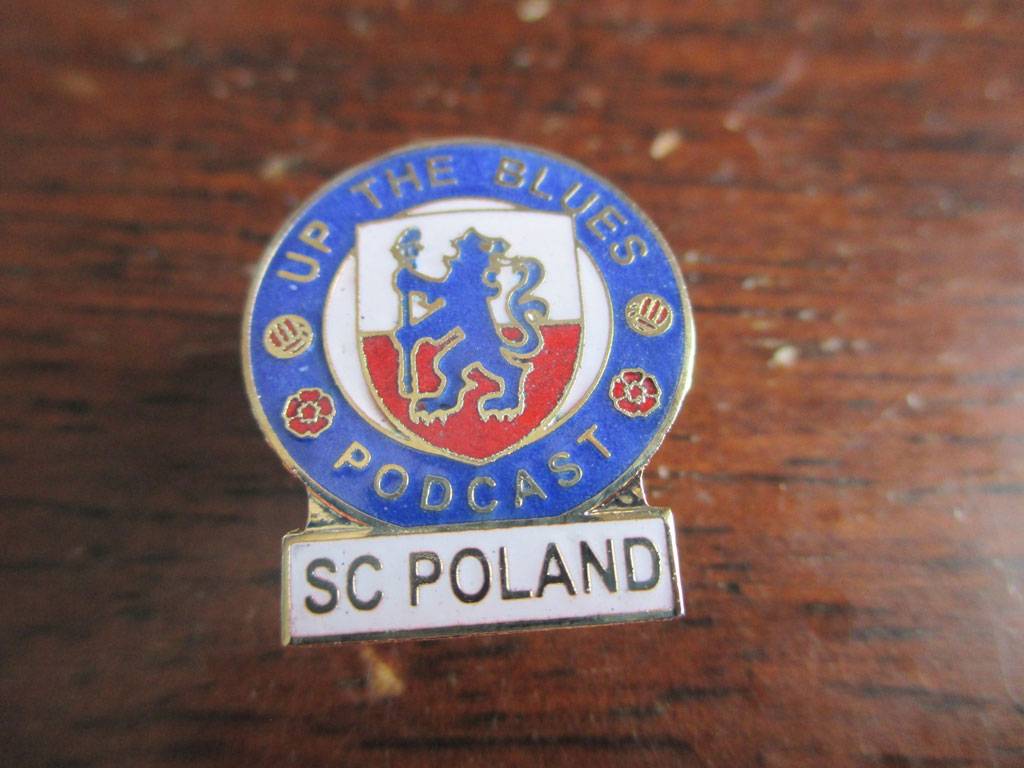 UP THE BLUES
PODCAST
SC POLAND